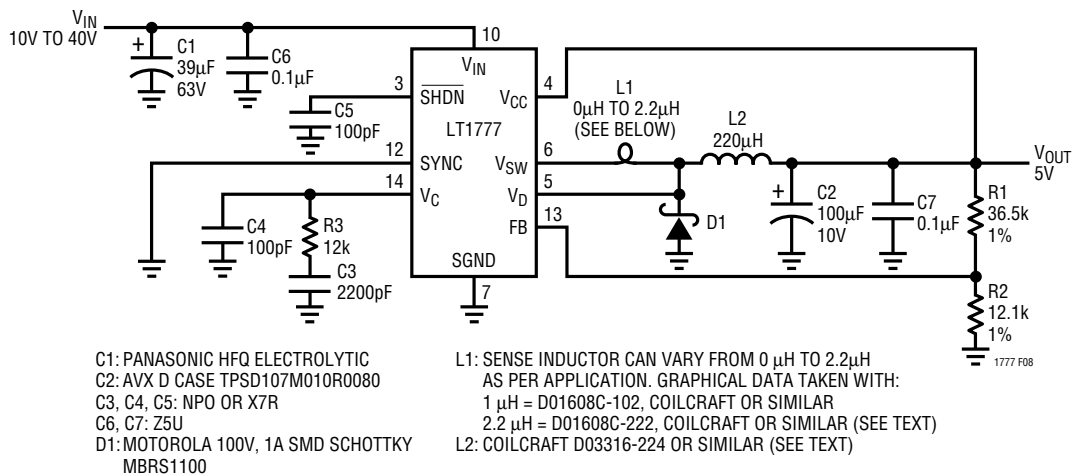 VIN
10V TO 40V
+
C1
39µF
63V
C6
0.1µF
10
VIN
3
SHDN
C5
100pF
LT1777
12
SYNC
14
VC
C4
100pF
R3
12k
C3
2200pF
SGND
7
4
VCC
L1
0µH TO 2.2µH
(SEE BELOW)
6
VSW
5
VD
13
FB
L2
220µH
D1
+
C2
100µF
10V
C7
0.1µF
VOUT
5V
R1
36.5k
1%
R2
12.1k
1%
1777 F08
C1: PANASONIC HFQ ELECTROLYTIC
C2: AVX D CASE TPSD107M010R0080
C3, C4, C5: NPO OR X7R
C6, C7: Z5U
D1: MOTOROLA 100V, 1A SMD SCHOTTKY
MBRS1100
L1: SENSE INDUCTOR CAN VARY FROM 0 µH TO 2.2µH
AS PER APPLICATION. GRAPHICAL DATA TAKEN WITH:
1 µH = D01608C-102, COILCRAFT OR SIMILAR
2.2 µH = D01608C-222, COILCRAFT OR SIMILAR (SEE TEXT)
L2: COILCRAFT D03316-224 OR SIMILAR (SEE TEXT)